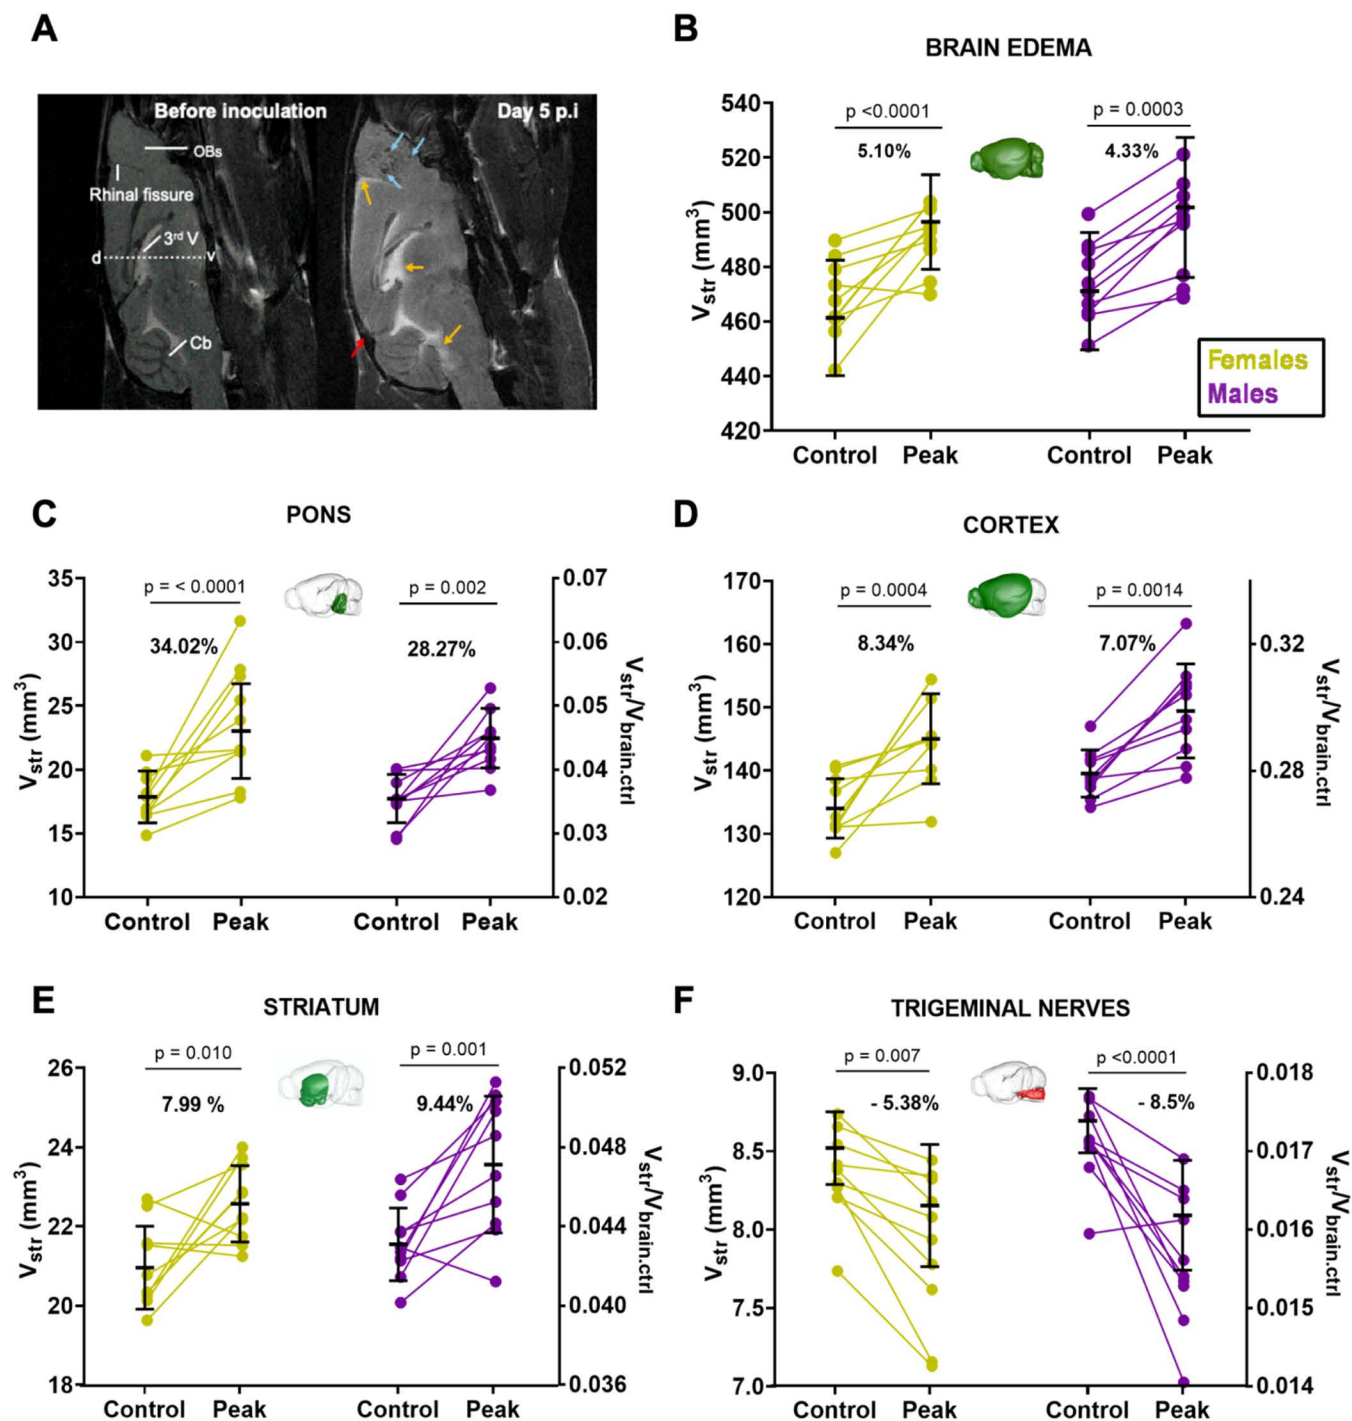 A
Before inoculation
Day 5 p.i
OBs
Rhinal fissure
3rd V
d
v
Cb
B
BRAIN EDEMA
p <0.0001
p = 0.0003
5.10%
4.33%
540
520
500
480
460
440
420
Vstr (mm3)
Females
Males
Control Peak Control Peak
C
PONS
p = < 0.0001
p = 0.002
34.02%
28.27%
35
30
25
20
15
10
Vstr (mm3)
0.07
0.06
0.05
0.04
0.03
0.02
Vstr/Vbrain.ctrl
Control Peak Control Peak
D
CORTEX
p = 0.0004
p = 0.0014
8.34%
7.07%
170
160
150
140
130
120
Vstr (mm3)
0.32
0.28
0.24
Vstr/Vbrain.ctrl
Control Peak Control Peak
E
STRIATUM
p = 0.010
p = 0.001
7.99 %
9.44%
26
24
22
20
18
Vstr (mm3)
0.052
0.048
0.044
0.040
0.036
Vstr/Vbrain.ctrl
Control Peak Control Peak
F
TRIGEMINAL NERVES
p = 0.007
p <0.0001
- 5.38%
- 8.5%
9.0
8.5
8.0
7.5
7.0
Vstr (mm3)
0.018
0.017
0.016
0.015
0.014
Vstr/Vbrain.ctrl
Control Peak Control Peak